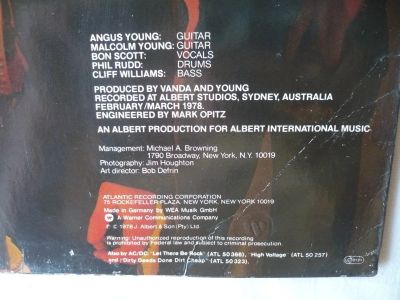 ANGUS YOUNG: GUITAR
MALCOLM YOUNG: GUITAR
BON SCOTT: VOCALS
PHIL RUDD: DRUMS
CLIFF WILLIAMS: BASS
PRODUCED BY VANDA AND YOUNG
RECORDED AT ALBERT STUDIOS, SYDNEY, AUSTRALIA
FEBRUARY/MARCH 1978.
ENGINEERED BY MARK OPITZ
AN ALBERT PRODUCTION FOR ALBERT INTERNATIONAL MUSIC
Management: Michael A. Browning
1790 Broadway, New York, N.Y. 10019
Photography: Jim Houghton
Art director: Bob Defrin
ATLANTIC RECORDING CORPORATION
75 ROCKEFELLER PLAZA, NEW YORK, NEW YORK 10019
Made in Germany by WEA Musik GmbH
A Warner Communications Company
℗ © 1978 J. Albert & Son (Pty) Ltd
Warning: Unauthorized reproduction of this recording
is prohibited by Federal law and subject to criminal prosecution.
Also by AC/DC: 'Let There Be Rock' (ATL 50 366), 'High Voltage' (ATL 50 257)
and 'Dirty Deeds Done Dirt Cheap' (ATL 50 323).